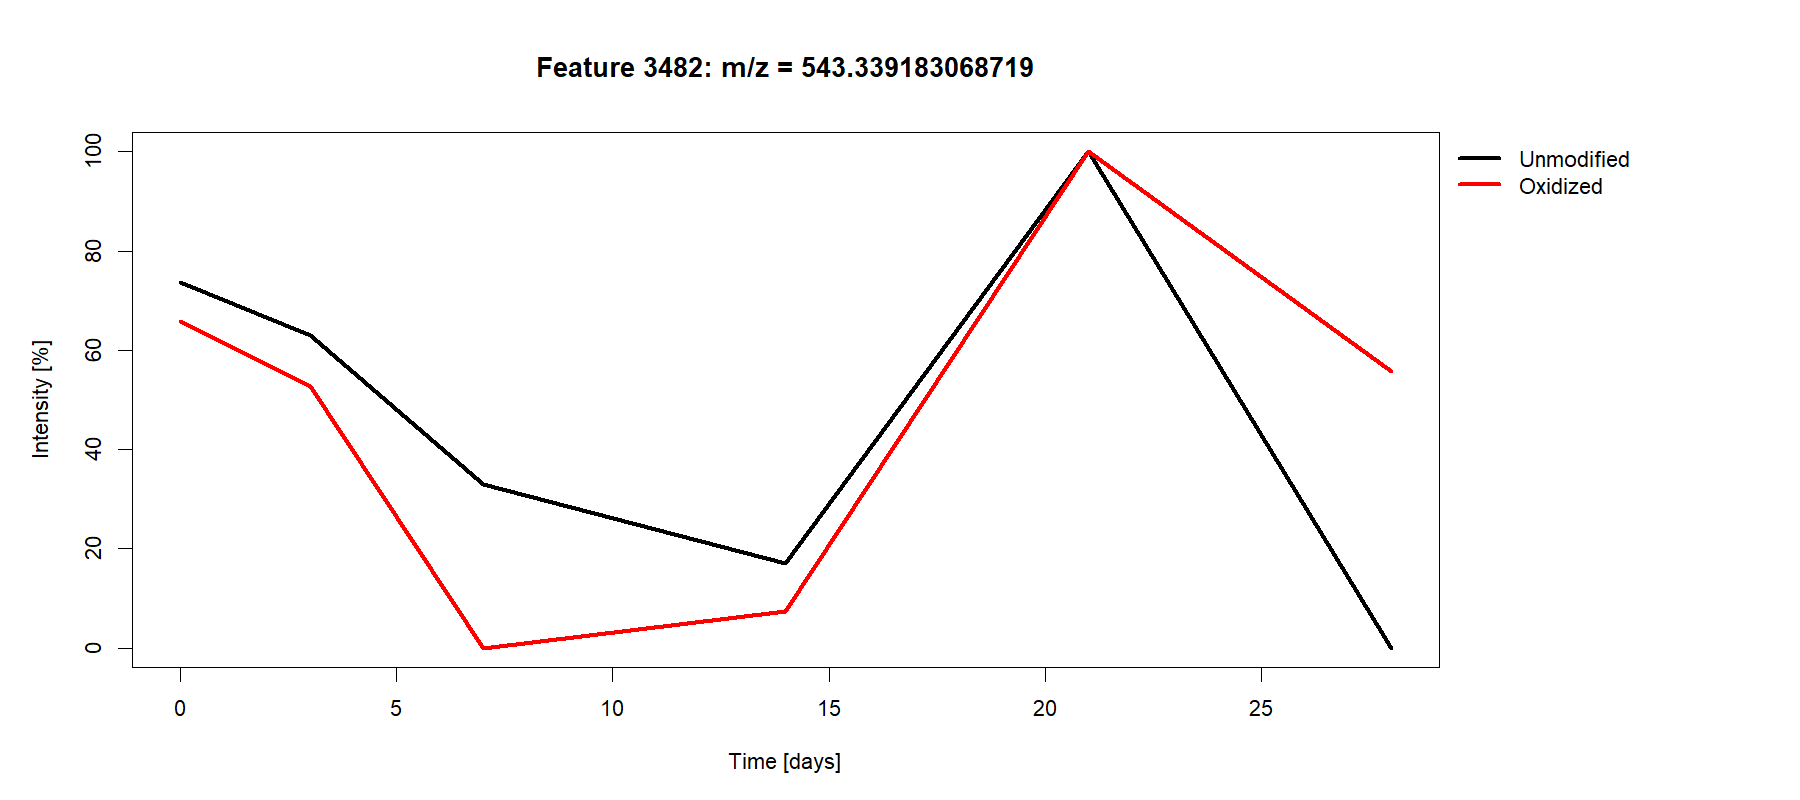 Feature 3482: m/z = 543.339183068719
Unmodified
Oxidized
100
80
60
40
20
0
Intensity [%]
0 5 10 15 20 25
Time [days]